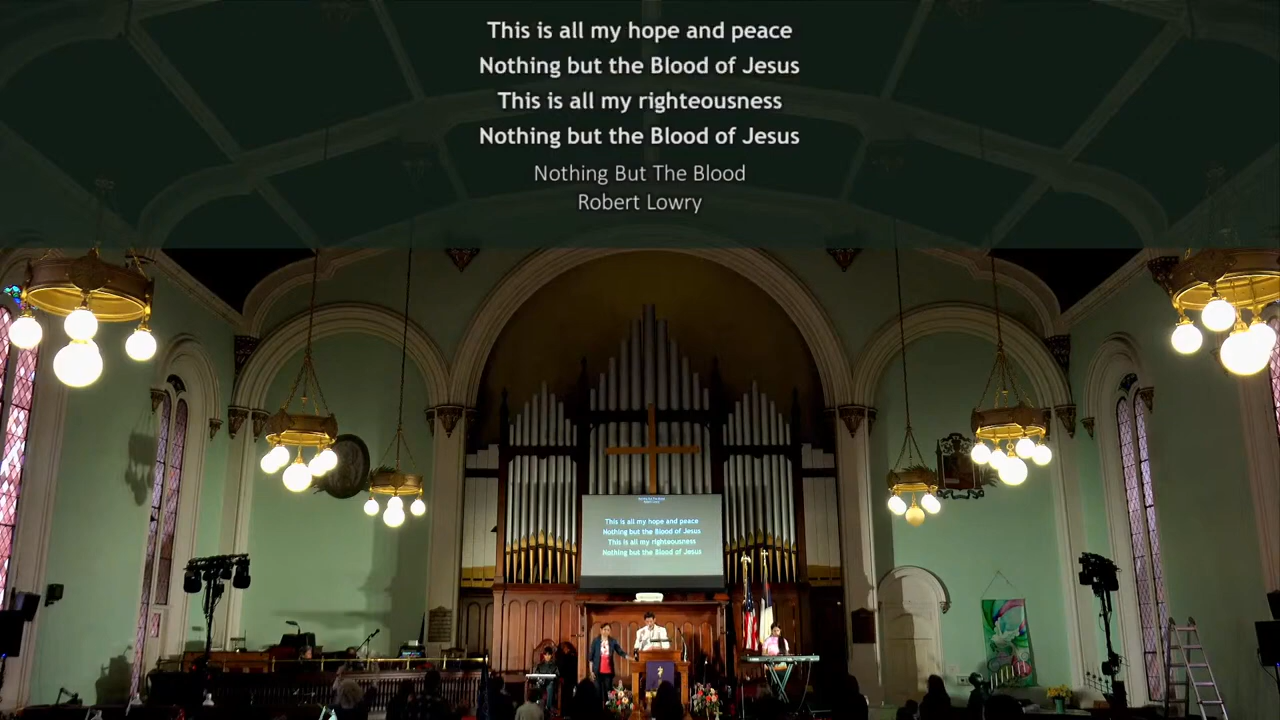 This is all my hope and peace
Nothing but the Blood of Jesus
This is all my righteousness
Nothing but the Blood of Jesus
Nothing But The Blood
Robert Lowry
This is all my hope and peace
Nothing but the Blood of Jesus
This is all my righteousness
Nothing but the Blood of Jesus